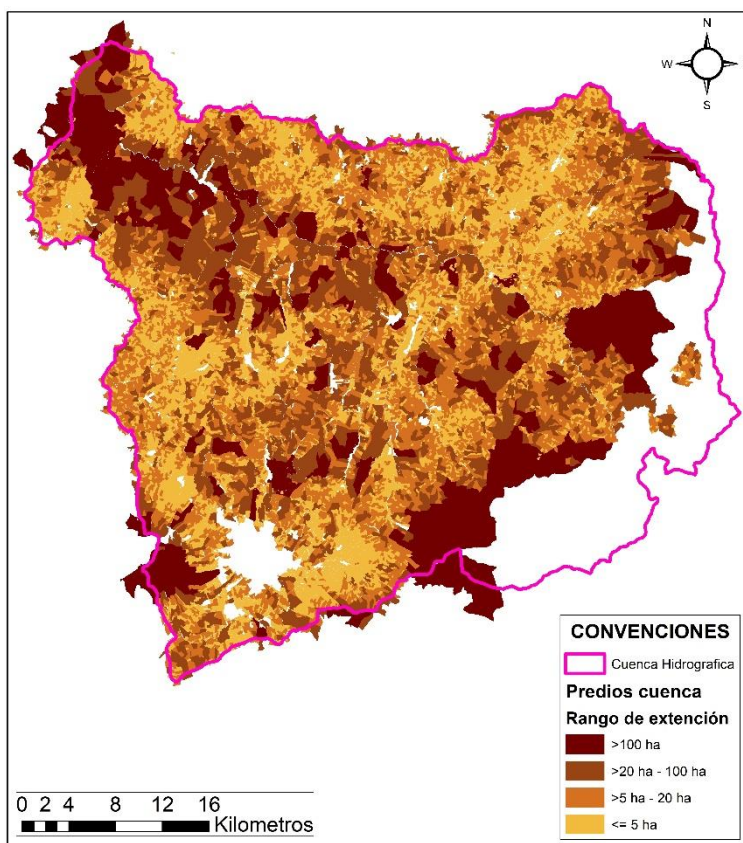 N
W E
S
CONVENCIONES
Cuenca Hidrografica
Predios cuenca
Rango de extención
>100 ha
>20 ha - 100 ha
>5 ha - 20 ha
<= 5 ha
0 2 4 8 12 16
Kilometros